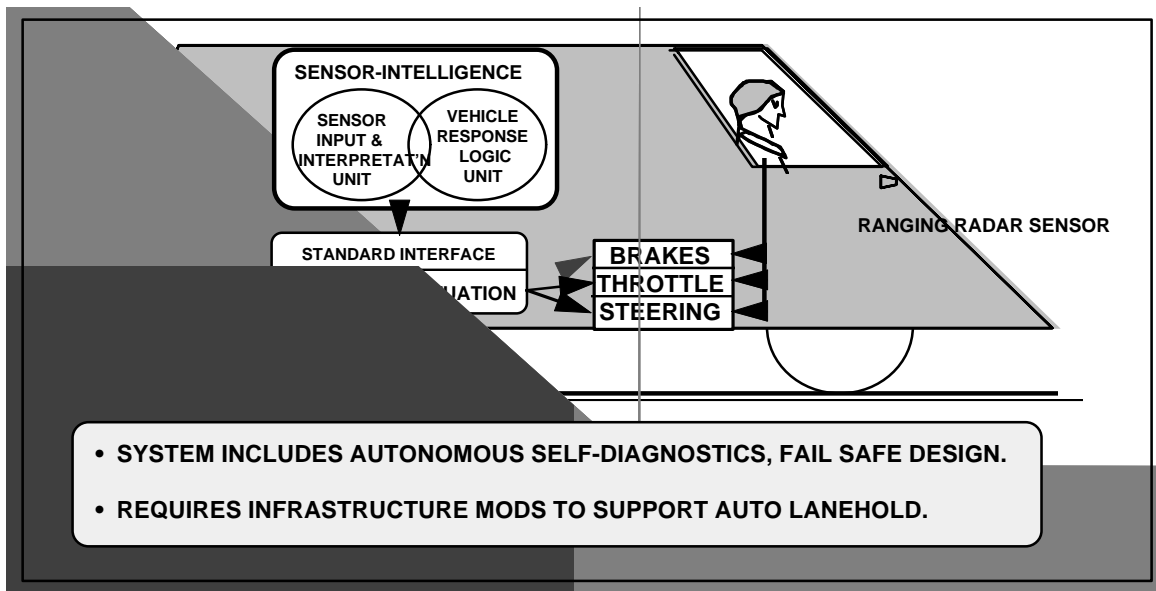 SENSOR-INTELLIGENCE
SENSOR
INPUT &
INTERPRETAT'N
UNIT
VEHICLE
RESPONSE
LOGIC
UNIT
STANDARD INTERFACE
UATION
BRAKES
THROTTLE
STEERING
RANGING RADAR SENSOR
• SYSTEM INCLUDES AUTONOMOUS SELF-DIAGNOSTICS, FAIL SAFE DESIGN.
• REQUIRES INFRASTRUCTURE MODS TO SUPPORT AUTO LANEHOLD.